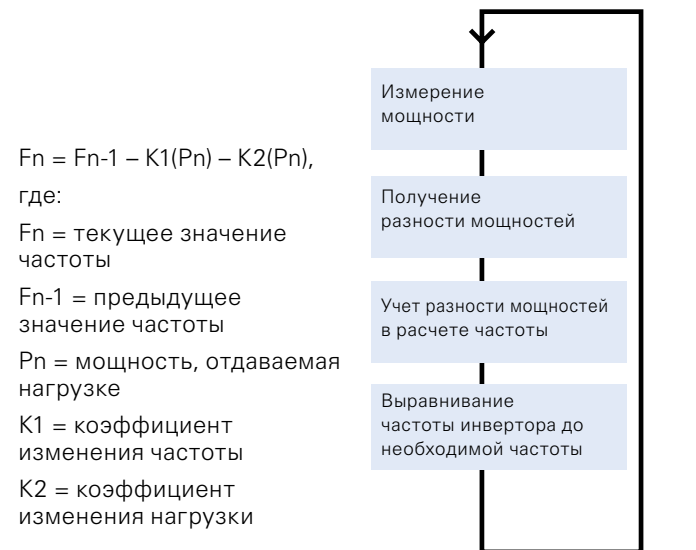 Fn = Fn-1 – K1(Pn) – K2(Pn),
где:
Fn = текущее значение
частоты
Fn-1 = предыдущее
значение частоты
Pn = мощность, отдаваемая
нагрузке
K1 = коэффициент
изменения частоты
K2 = коэффициент
изменения нагрузки
Измерение
мощности
Получение
разности мощностей
Учет разности мощностей
в расчете частоты
Выравнивание
частоты инвертора до
необходимой частоты